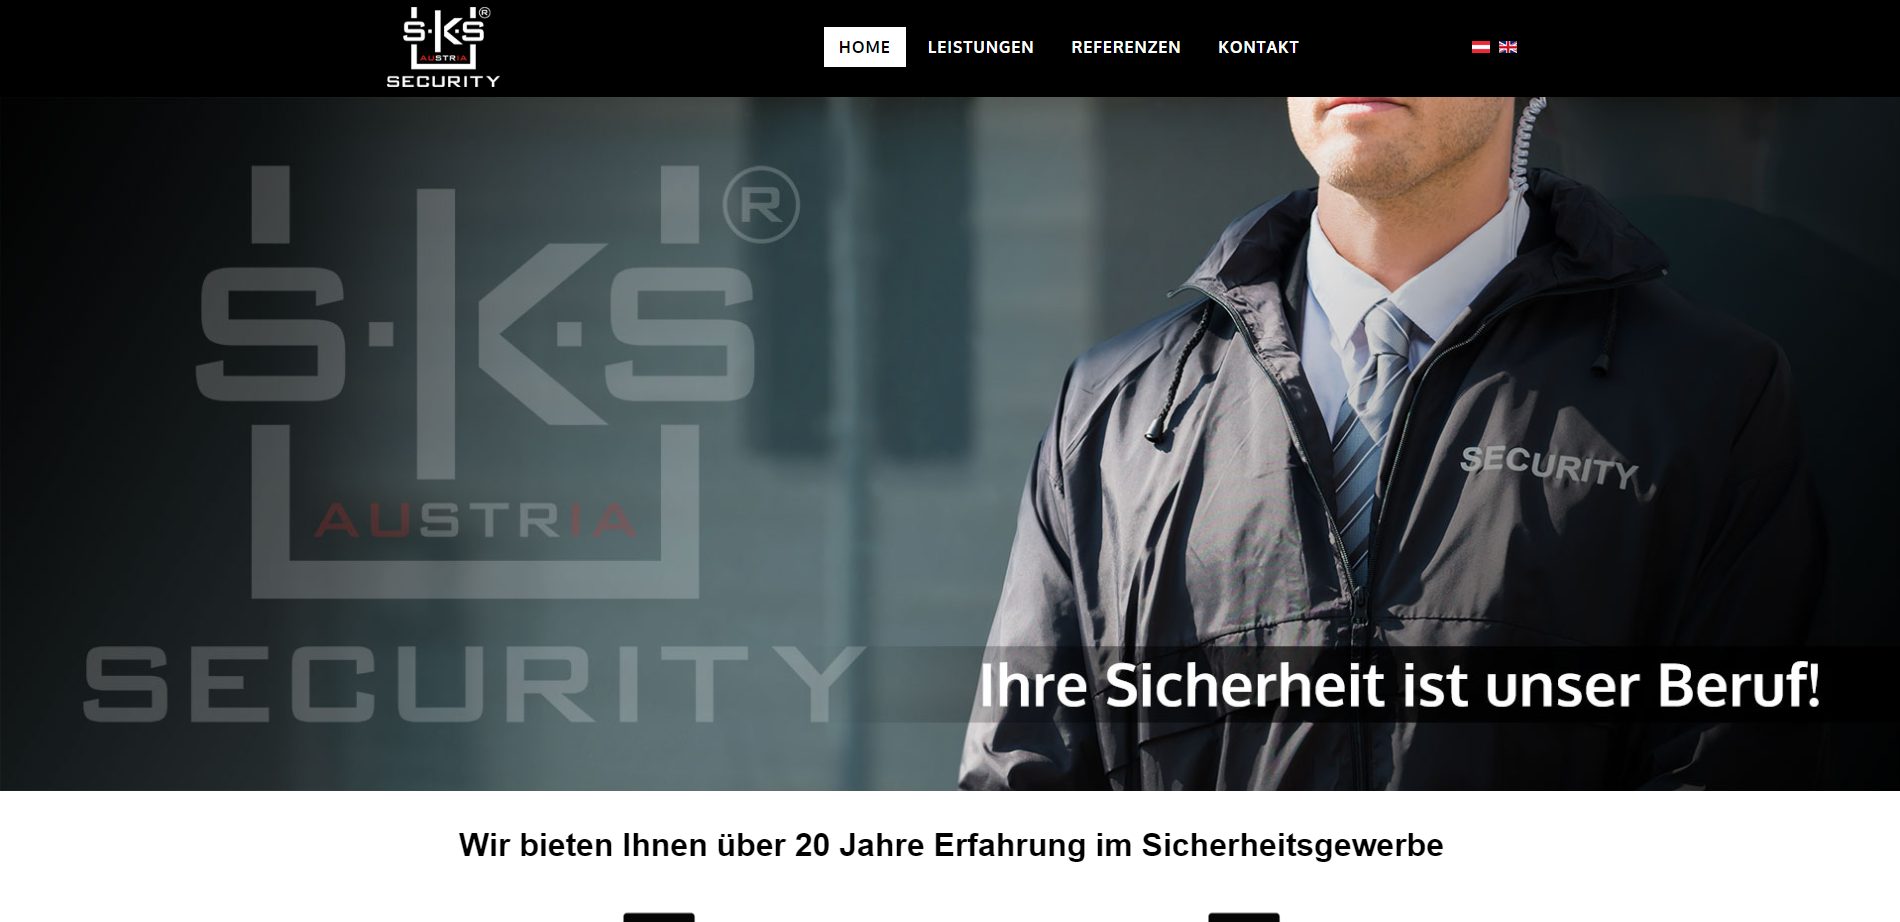 S·K·S®
AUSTRIA
SECURITY
HOME
LEISTUNGEN
REFERENZEN
KONTAKT
S·K·S®
AUSTRIA
SECURITY
SECURITY
Ihre Sicherheit ist unser Beruf!
Wir bieten Ihnen über 20 Jahre Erfahrung im Sicherheitsgewerbe